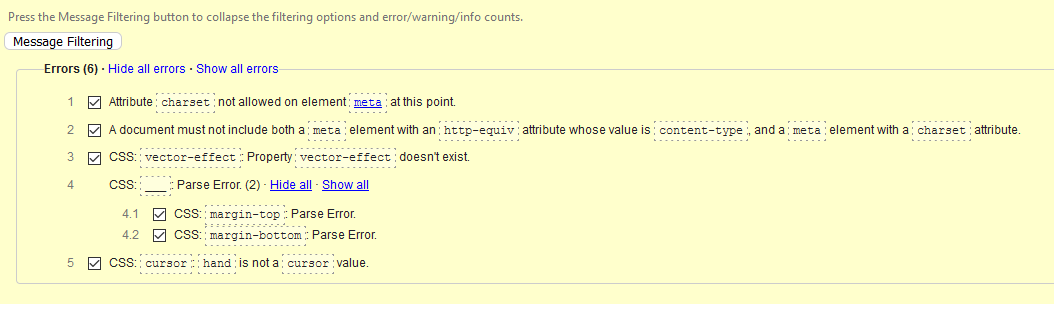 Press the Message Filtering button to collapse the filtering options and error/warning/info counts.
Message Filtering
Errors (6) · Hide all errors · Show all errors
1 Attribute charset not allowed on element meta at this point.
2 A document must not include both a meta element with an http-equiv attribute whose value is content-type, and a meta element with a charset attribute.
3 CSS: vector-effect: Property vector-effect doesn't exist.
4 CSS: ___: Parse Error. (2) · Hide all · Show all
4.1 CSS: margin-top: Parse Error.
4.2 CSS: margin-bottom: Parse Error.
5 CSS: cursor: hand is not a cursor value.